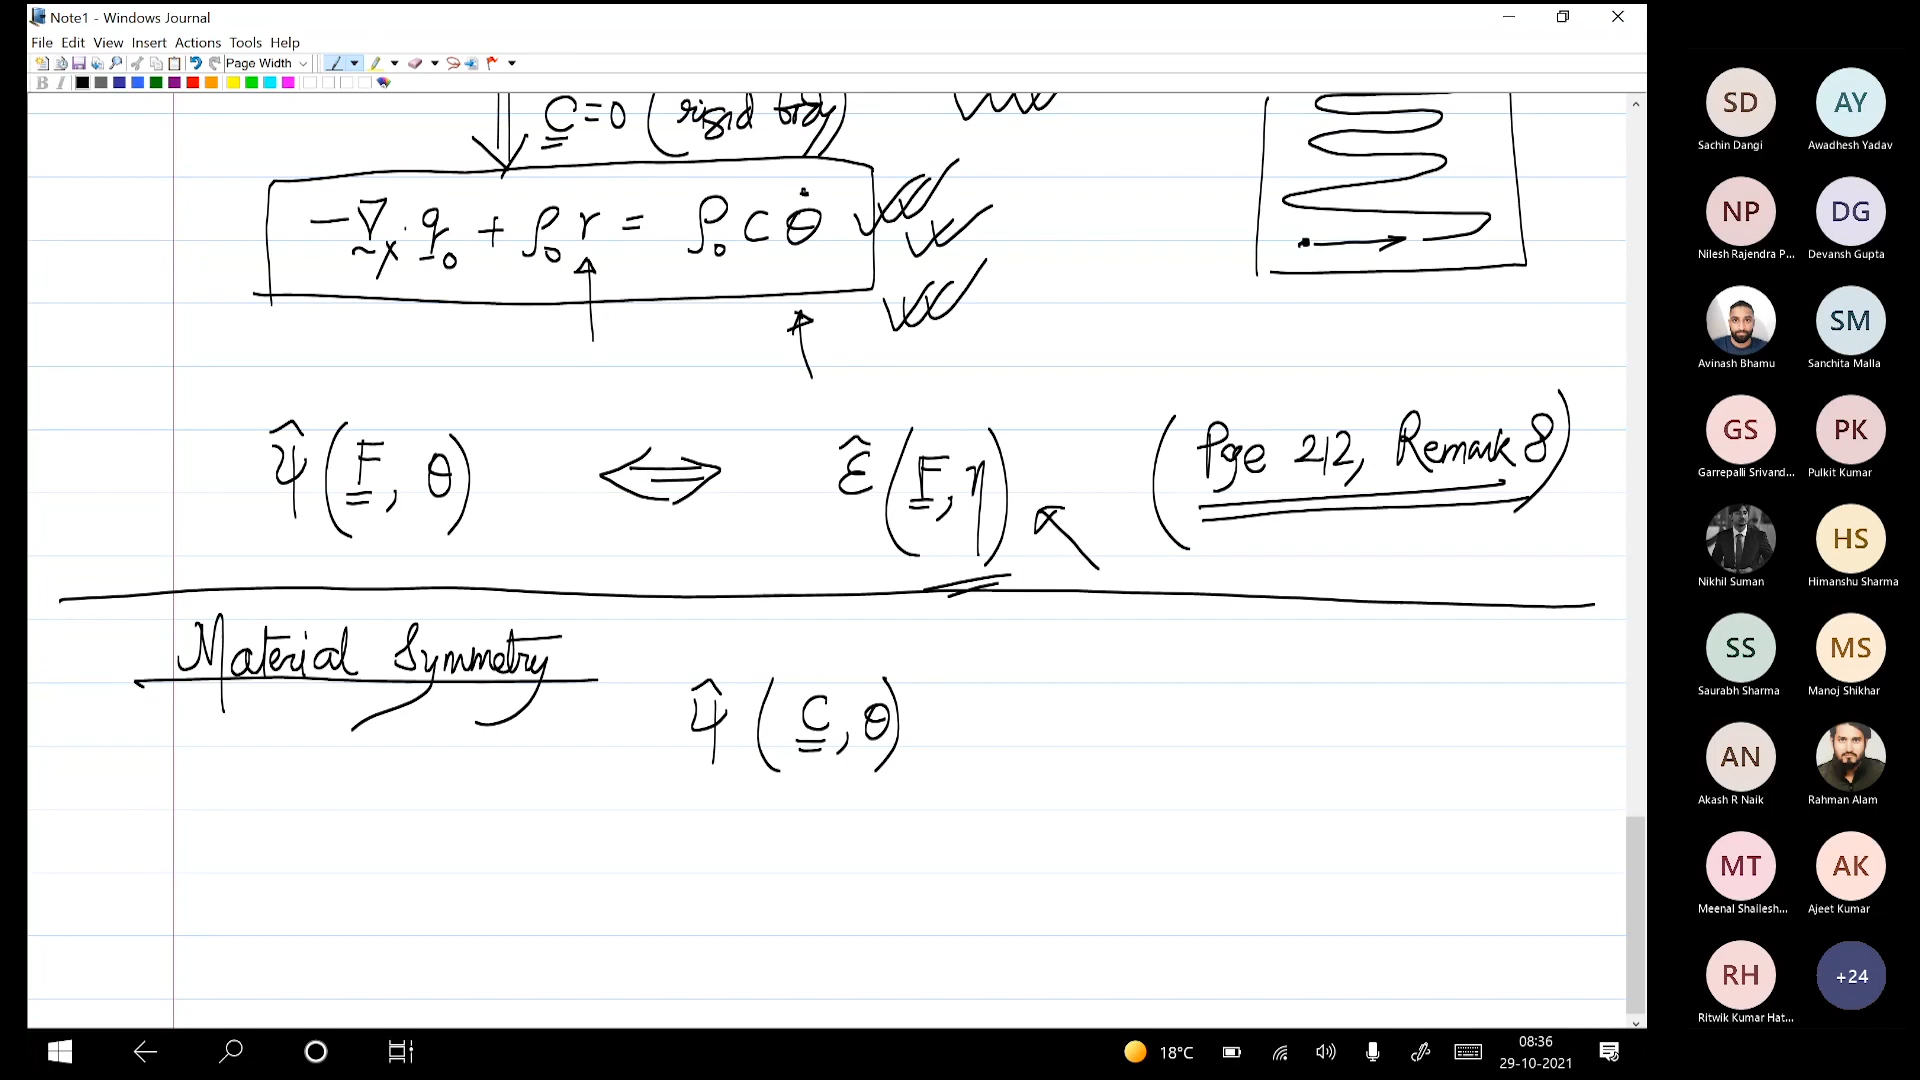 Note1 - Windows Journal
File Edit View Insert Actions Tools Help
Page Width
B I
C = 0 (rigid body)
-∇x · q0 + ρ0 r = ρ0 C θ̇
ψ̂ (F, θ) ⟺ ε̂ (F, η) (Pge 212, Remark 8)
Material Symmetry
ψ̂ (C, θ)
SD AY
Sachin Dangi Awadhesh Yadav
NP DG
Nilesh Rajendra P... Devansh Gupta
SM
Avinash Bhamu Sanchita Malla
GS PK
Garrepalli Srivand... Pulkit Kumar
HS
Nikhil Suman Himanshu Sharma
SS MS
Saurabh Sharma Manoj Shikhar
AN
Akash R Naik Rahman Alam
MT AK
Meenal Shailesh... Ajeet Kumar
RH +24
Ritwik Kumar Hat...
18°C
08:36
29-10-2021